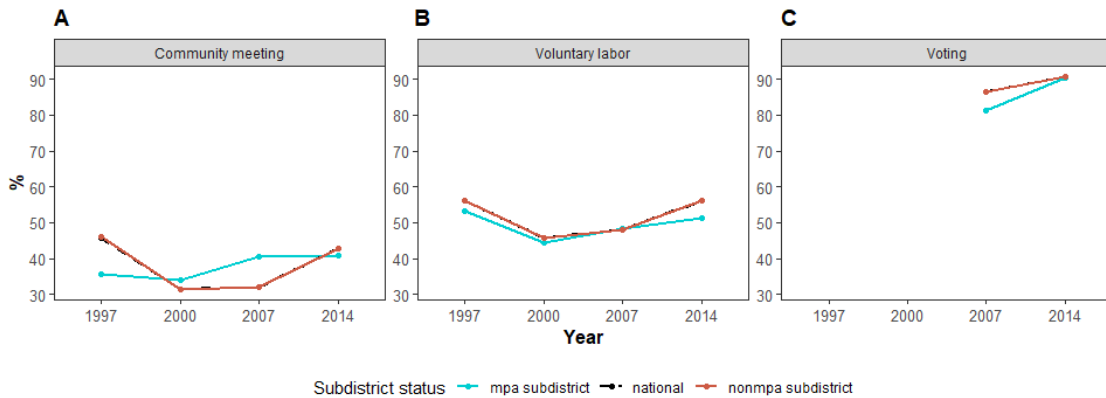 A B C
Community meeting Voluntary labor Voting
90 90 90
80 80 80
70 70 70
60 60 60
% 50 50 50
40 40 40
30 30 30
1997 2000 2007 2014 1997 2000 2007 2014 1997 2000 2007 2014
Year
Subdistrict status mpa subdistrict national nonmpa subdistrict